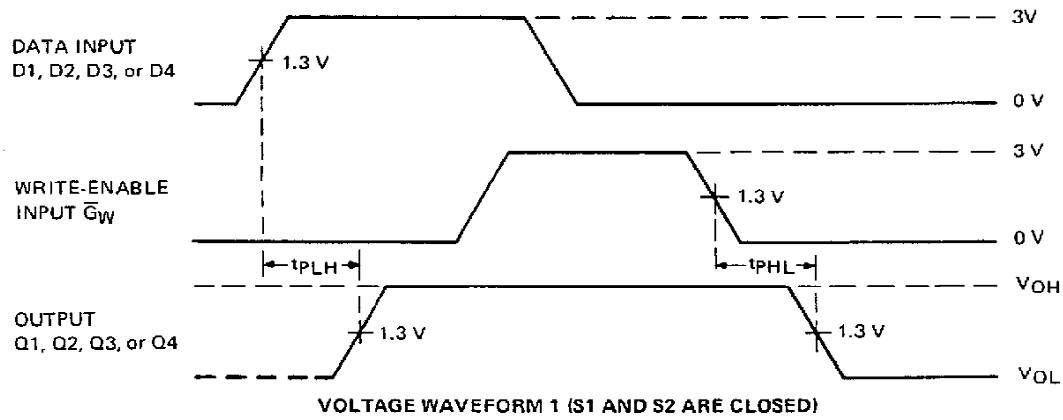 3V
DATA INPUT
D1, D2, D3, or D4
1.3 V
0 V
3 V
WRITE-ENABLE
INPUT G̅W
1.3 V
0 V
tPLH
tPHL
VOH
OUTPUT
Q1, Q2, Q3, or Q4
1.3 V
1.3 V
VOL
VOLTAGE WAVEFORM 1 (S1 AND S2 ARE CLOSED)